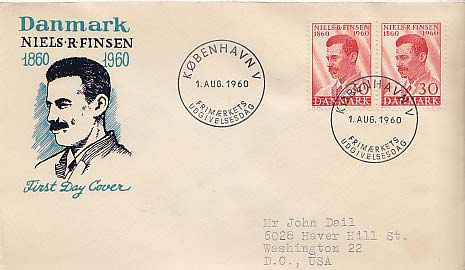 Danmark
NIELS·R·FINSEN
1860 1960
First Day Cover
KØBENHAVN V
1. AUG. 1960
FRIMÆRKETS
UDGIVELSESDAG
NIELS R. FINSEN
1860 1960
30
DANMARK
NIELS R. FINSEN
1860 1960
30
DANMARK
KØBENHAVN V
1. AUG. 1960
FRIMÆRKETS
UDGIVELSESDAG
Mr John Dail
6028 Haver Hill St.
Washington 22
D.C., USA